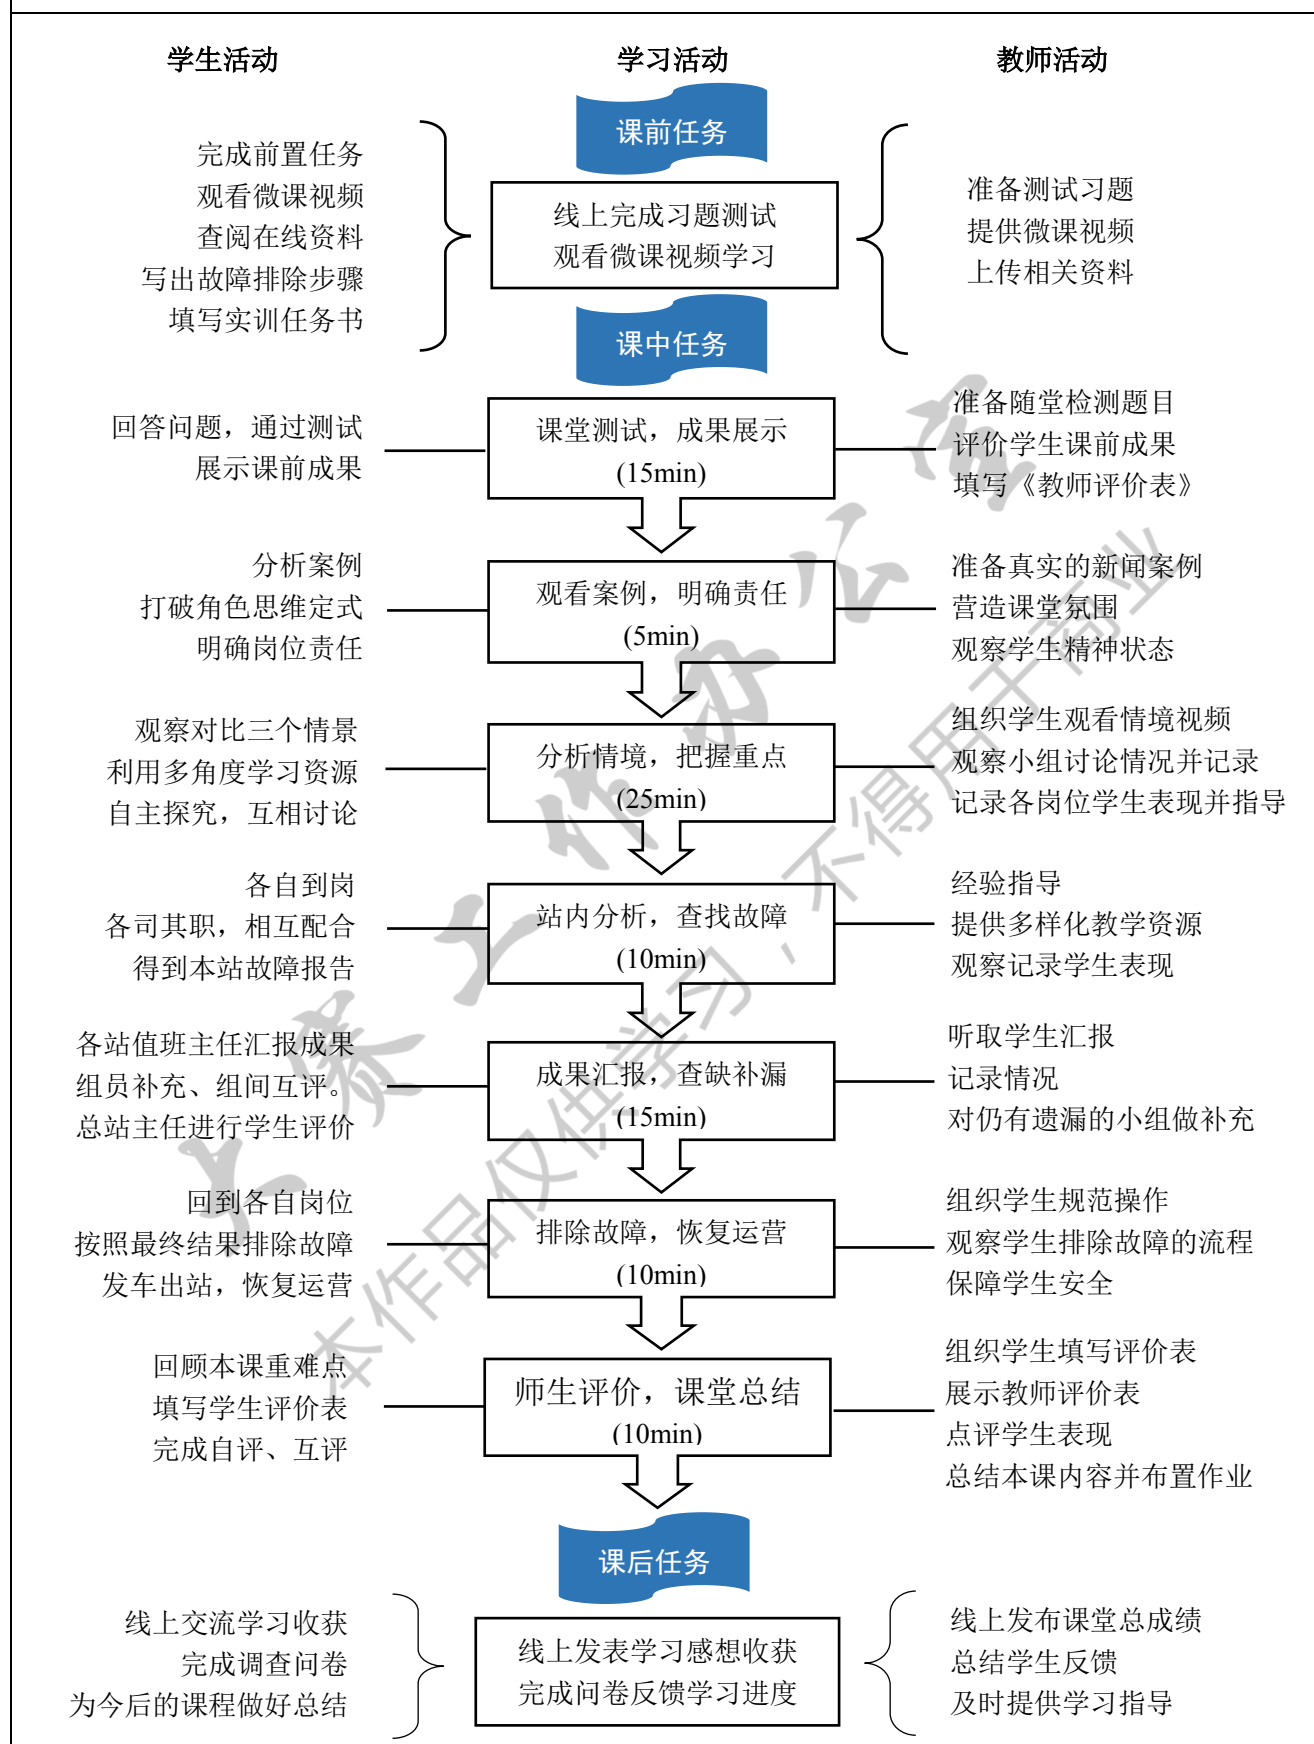 学生活动
学习活动
教师活动
课前任务
完成前置任务
观看微课视频
查阅在线资料
写出故障排除步骤
填写实训任务书
线上完成习题测试
观看微课视频学习
准备测试习题
提供微课视频
上传相关资料
课中任务
回答问题，通过测试
展示课前成果
课堂测试，成果展示
(15min)
准备随堂检测题目
评价学生课前成果
填写《教师评价表》
分析案例
打破角色思维定式
明确岗位责任
观看案例，明确责任
(5min)
准备真实的新闻案例
营造课堂氛围
观察学生精神状态
观察对比三个情景
利用多角度学习资源
自主探究，互相讨论
分析情境，把握重点
(25min)
组织学生观看情境视频
观察小组讨论情况并记录
记录各岗位学生表现并指导
各自到岗
各司其职，相互配合
得到本站故障报告
站内分析，查找故障
(10min)
经验指导
提供多样化教学资源
观察记录学生表现
各站值班主任汇报成果
组员补充、组间互评。
总站主任进行学生评价
成果汇报，查缺补漏
(15min)
听取学生汇报
记录情况
对仍有遗漏的小组做补充
回到各自岗位
按照最终结果排除故障
发车出站，恢复运营
排除故障，恢复运营
(10min)
组织学生规范操作
观察学生排除故障的流程
保障学生安全
回顾本课重难点
填写学生评价表
完成自评、互评
师生评价，课堂总结
(10min)
组织学生填写评价表
展示教师评价表
点评学生表现
总结本课内容并布置作业
课后任务
线上交流学习收获
完成调查问卷
为今后的课程做好总结
线上发表学习感想收获
完成问卷反馈学习进度
线上发布课堂总成绩
总结学生反馈
及时提供学习指导
大赛工作办公室
本作品仅供学习，不得用于商业